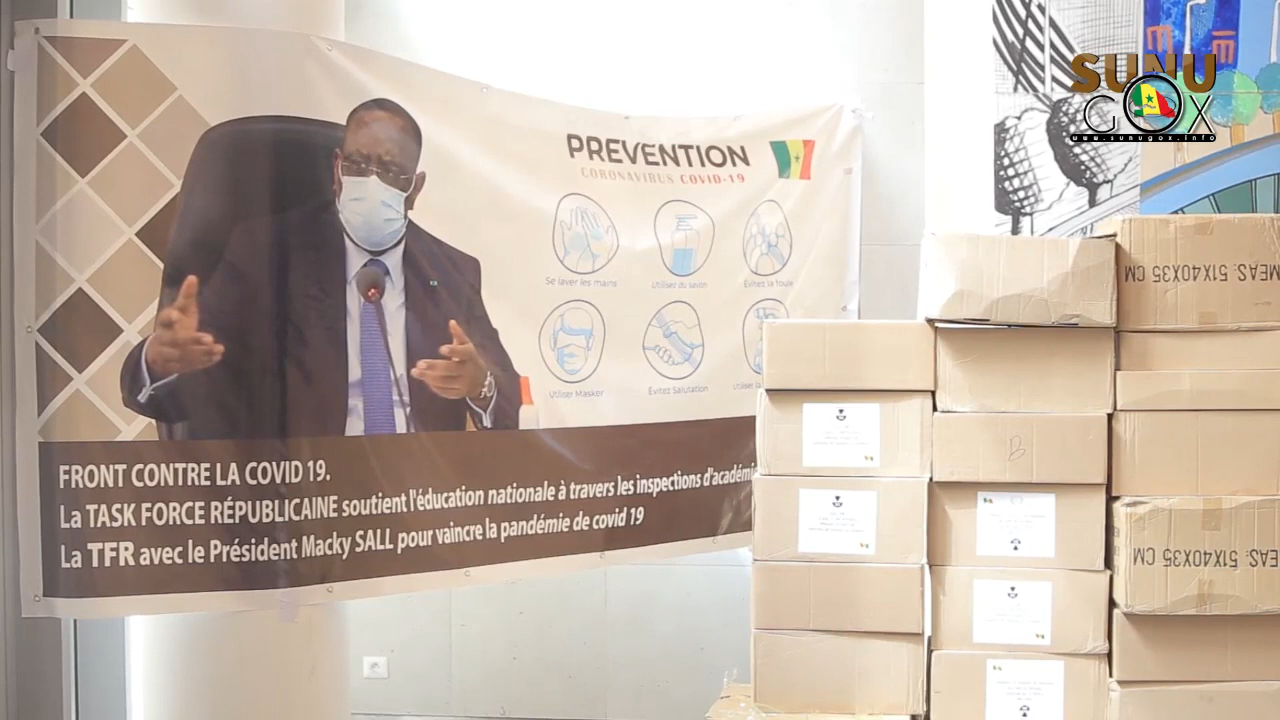 SUNU
GOX
www.sunugox.info
PREVENTION
CORONAVIRUS COVID-19
Se laver les mains
Utilisez du savon
Évitez la foule
Utiliser Masker
Évitez Salutation
utiliser
FRONT CONTRE LA COVID 19.
La TASK FORCE RÉPUBLICAINE soutient l'éducation nationale à travers les inspections d'académie
La TFR avec le Président Macky SALL pour vaincre la pandémie de covid 19
MEAS: 51X40X35 CM
B
EAS: 51X40X35 CM